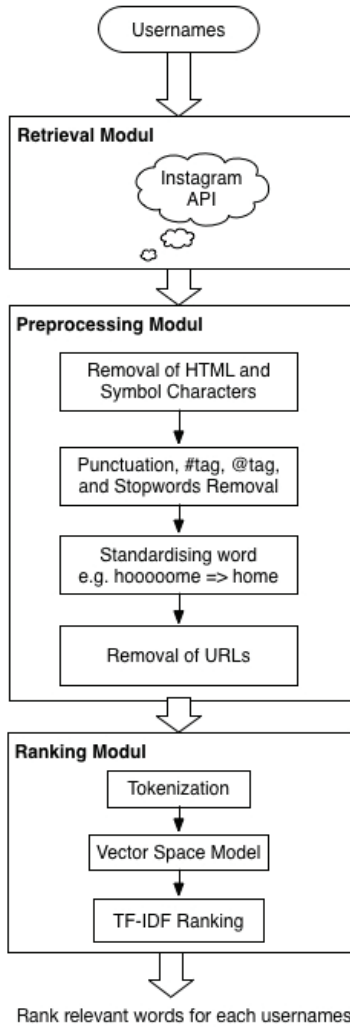 Usernames
Retrieval Modul
Instagram
API
Preprocessing Modul
Removal of HTML and
Symbol Characters
Punctuation, #tag, @tag,
and Stopwords Removal
Standardising word
e.g. hooooome => home
Removal of URLs
Ranking Modul
Tokenization
Vector Space Model
TF-IDF Ranking
Rank relevant words for each usernames